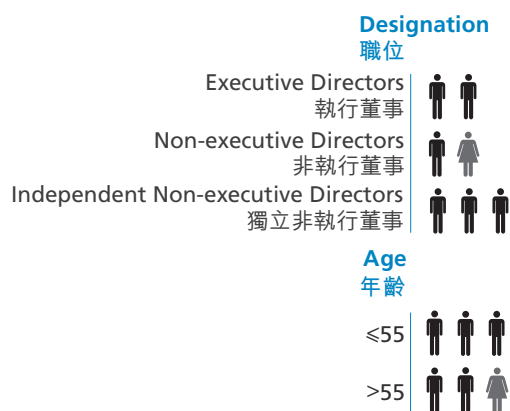 Designation
職位
Executive Directors
執行董事
Non-executive Directors
非執行董事
Independent Non-executive Directors
獨立非執行董事
Age
年齡
⩽55
>55